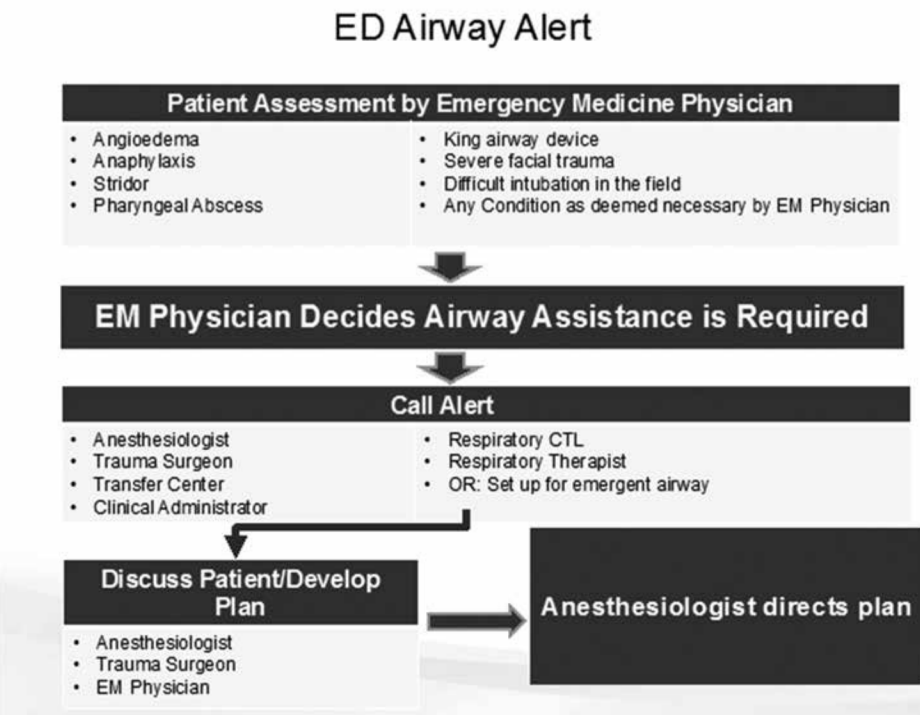 ED Airway Alert
Patient Assessment by Emergency Medicine Physician
• Angioedema
• Anaphylaxis
• Stridor
• Pharyngeal Abscess
• King airway device
• Severe facial trauma
• Difficult intubation in the field
• Any Condition as deemed necessary by EM Physician
EM Physician Decides Airway Assistance is Required
Call Alert
• Anesthesiologist
• Trauma Surgeon
• Transfer Center
• Clinical Administrator
• Respiratory CTL
• Respiratory Therapist
• OR: Set up for emergent airway
Discuss Patient/Develop
Plan
• Anesthesiologist
• Trauma Surgeon
• EM Physician
Anesthesiologist directs plan